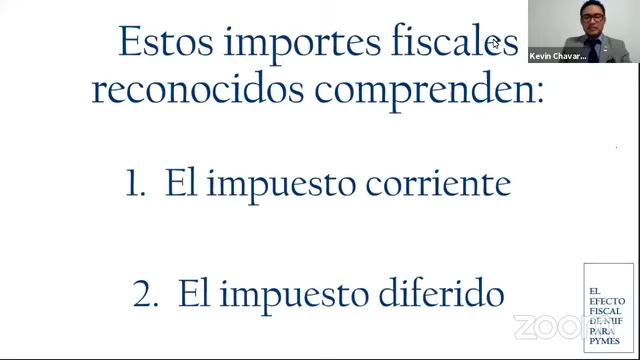 Estos importes fiscales
reconocidos comprenden:
1. El impuesto corriente
2. El impuesto diferido
Kevin Chavar...
EL
EFECTO
FISCAL
DE NIIF
PARA
PYMES
zoom